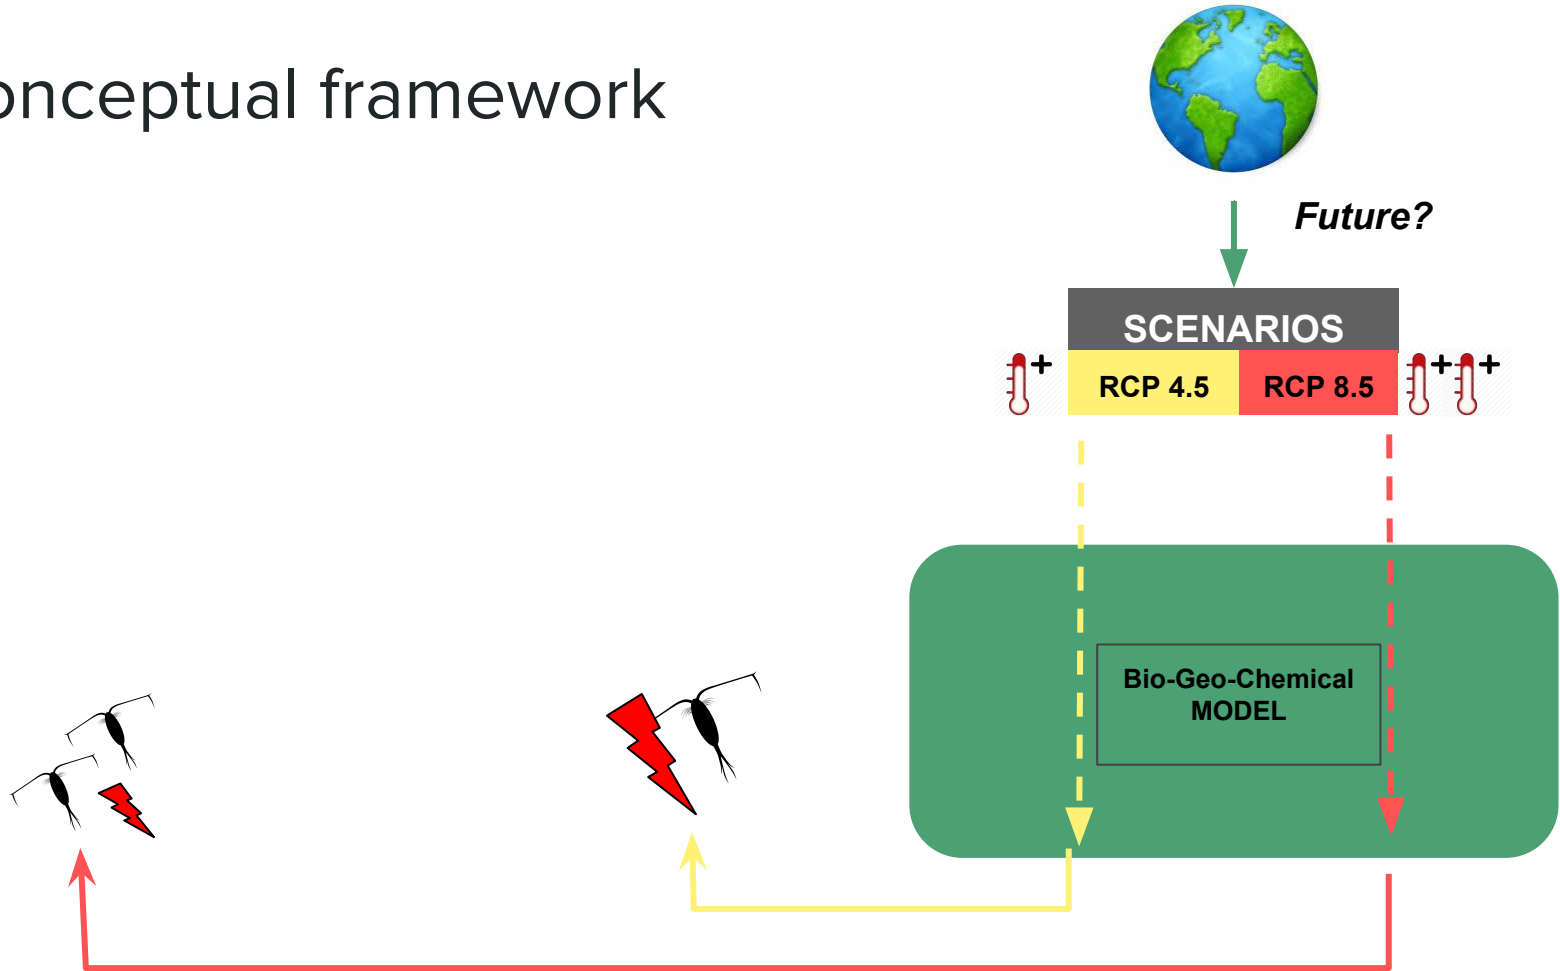 onceptual framework
Future?
SCENARIOS
RCP 4.5
RCP 8.5
Bio-Geo-Chemical
MODEL